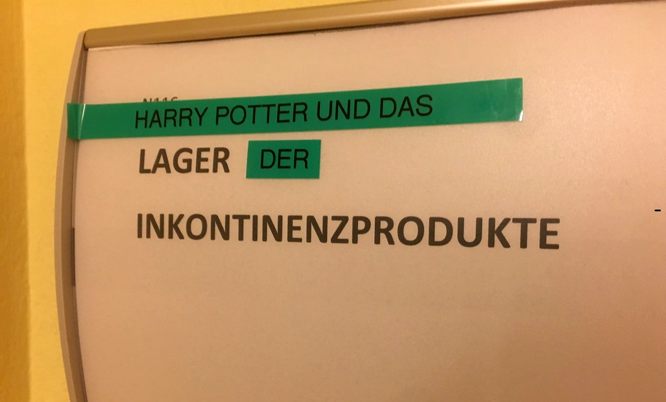 HARRY POTTER UND DAS
LAGER DER
INKONTINENZPRODUKTE